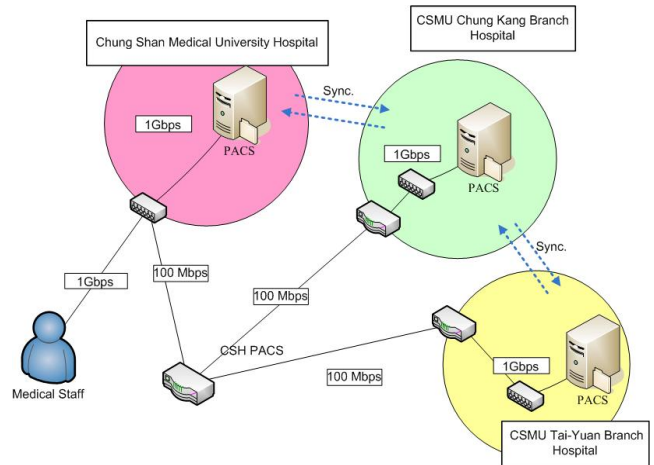 Chung Shan Medical University Hospital
CSMU Chung Kang Branch
Hospital
Sync.
1Gbps
PACS
1Gbps
PACS
Sync.
1Gbps
100 Mbps
100 Mbps
CSH PACS
100 Mbps
1Gbps
PACS
Medical Staff
CSMU Tai-Yuan Branch
Hospital